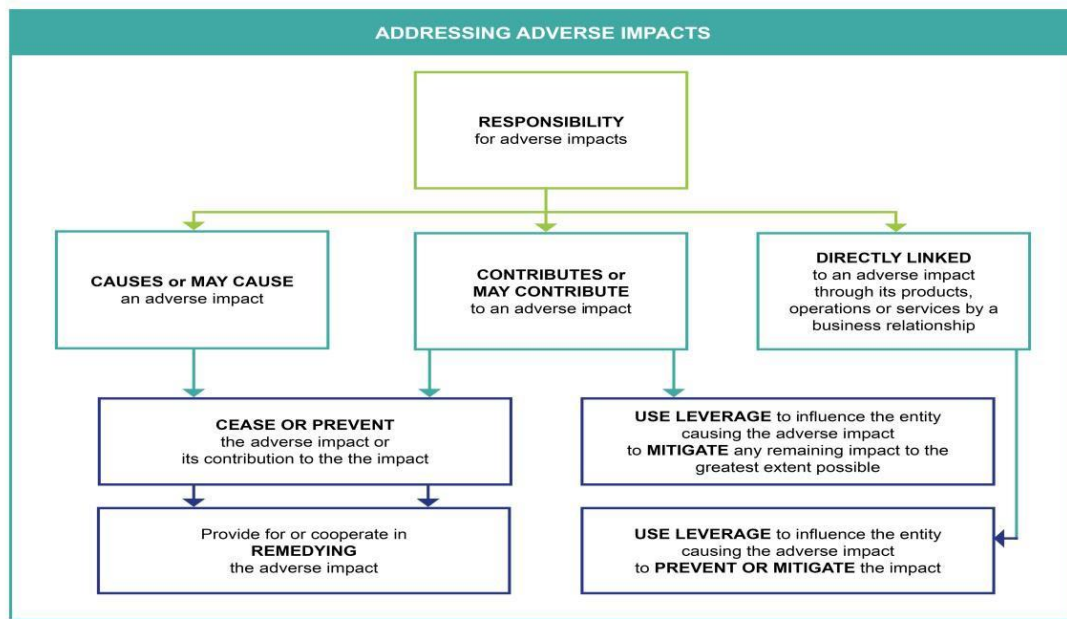 ADDRESSING ADVERSE IMPACTS
RESPONSIBILITY
for adverse impacts
CAUSES or MAY CAUSE
an adverse impact
CONTRIBUTES or
MAY CONTRIBUTE
to an adverse impact
DIRECTLY LINKED
to an adverse impact
through its products,
operations or services by a
business relationship
CEASE OR PREVENT
the adverse impact or
its contribution to the the impact
USE LEVERAGE to influence the entity
causing the adverse impact
to MITIGATE any remaining impact to the
greatest extent possible
Provide for or cooperate in
REMEDYING
the adverse impact
USE LEVERAGE to influence the entity
causing the adverse impact
to PREVENT OR MITIGATE the impact